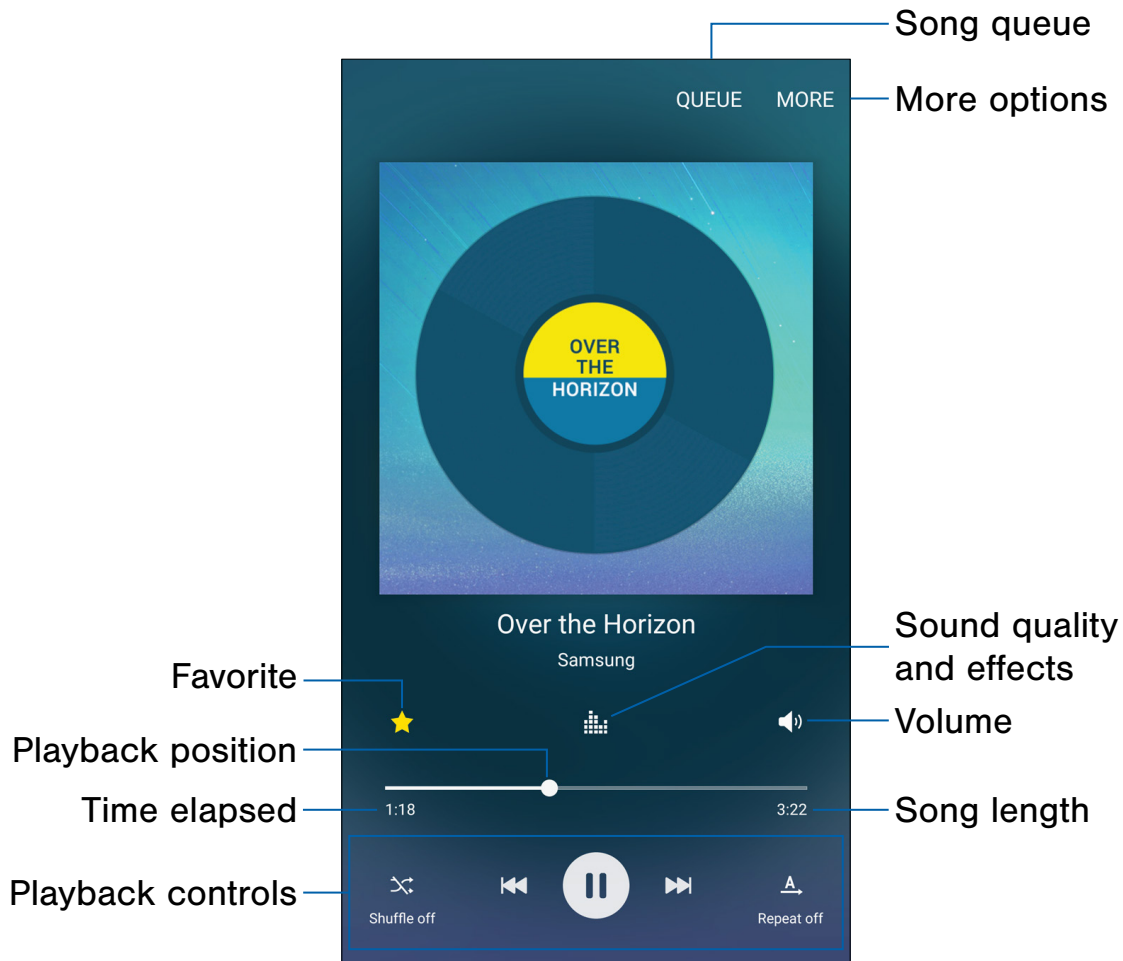 Song queue
QUEUE MORE
More options
OVER
THE
HORIZON
Over the Horizon
Samsung
Sound quality
and effects
Favorite
Volume
Playback position
Time elapsed
1:18
3:22
Song length
Playback controls
Shuffle off
A
Repeat off